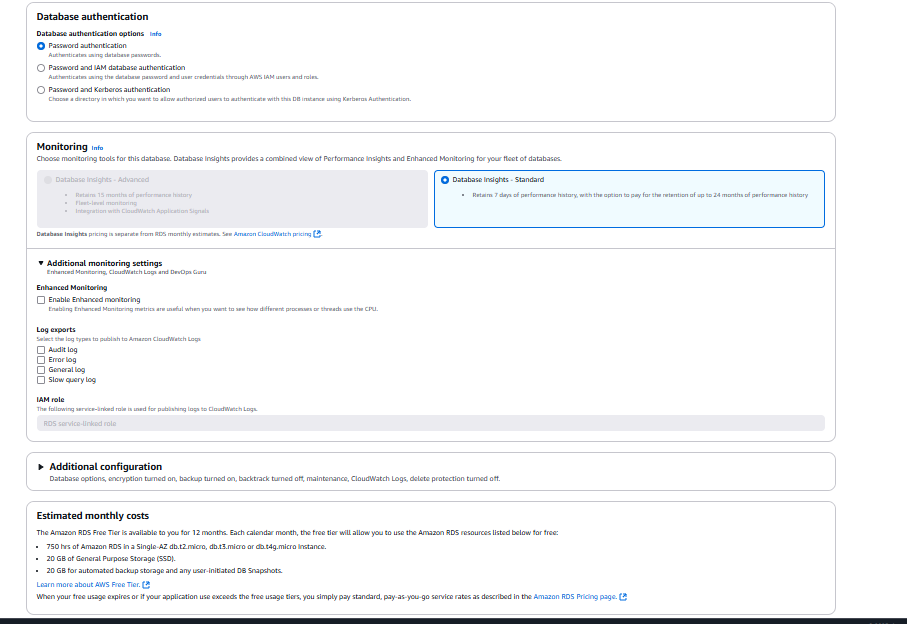 Database authentication
Database authentication options Info
Password authentication
Authenticates using database passwords.
Password and IAM database authentication
Authenticates using the database password and user credentials through AWS IAM users and roles.
Password and Kerberos authentication
Choose a directory in which you want to allow authorized users to authenticate with this DB instance using Kerberos Authentication.
Monitoring Info
Choose monitoring tools for this database. Database Insights provides a combined view of Performance Insights and Enhanced Monitoring for your fleet of databases.
Database Insights - Advanced
• Retains 15 months of performance history
• Fleet-level monitoring
• Integration with CloudWatch Application Signals
Database Insights - Standard
• Retains 7 days of performance history, with the option to pay for the retention of up to 24 months of performance history
Database Insights pricing is separate from RDS monthly estimates. See Amazon CloudWatch pricing
Additional monitoring settings
Enhanced Monitoring, CloudWatch Logs and DevOps Guru
Enhanced Monitoring
Enable Enhanced monitoring
Enabling Enhanced Monitoring metrics are useful when you want to see how different processes or threads use the CPU.
Log exports
Select the log types to publish to Amazon CloudWatch Logs
Audit log
Error log
General log
Slow query log
IAM role
The following service-linked role is used for publishing logs to CloudWatch Logs.
RDS service-linked role
Additional configuration
Database options, encryption turned on, backup turned on, backtrack turned off, maintenance, CloudWatch Logs, delete protection turned off.
Estimated monthly costs
The Amazon RDS Free Tier is available to you for 12 months. Each calendar month, the free tier will allow you to use the Amazon RDS resources listed below for free:
• 750 hrs of Amazon RDS in a Single-AZ db.t2.micro, db.t3.micro or db.t4g.micro Instance.
• 20 GB of General Purpose Storage (SSD).
• 20 GB for automated backup storage and any user-initiated DB Snapshots.
Learn more about AWS Free Tier.
When your free usage expires or if your application use exceeds the free usage tiers, you simply pay standard, pay-as-you-go service rates as described in the Amazon RDS Pricing page.